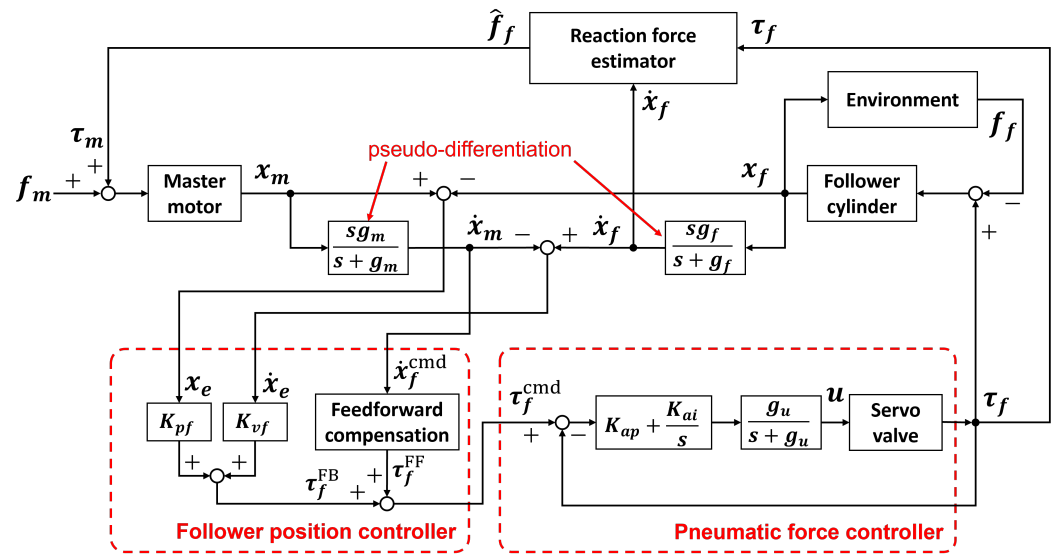 f̂_f
τ_f
Reaction force
estimator
ẋ_f
Environment
f_f
τ_m
pseudo-differentiation
+
f_m
+
Master
motor
x_m
+
−
x_f
Follower
cylinder
−
+
sg_m
s + g_m
ẋ_m
−
+
ẋ_f
sg_f
s + g_f
x_e
ẋ_e
ẋ_f^cmd
K_pf
K_vf
Feedforward
compensation
+
+
τ_f^FB
+
+
τ_f^FF
Follower position controller
τ_f^cmd
+
−
K_ap + K_ai
s
g_u
s + g_u
u
Servo
valve
τ_f
Pneumatic force controller